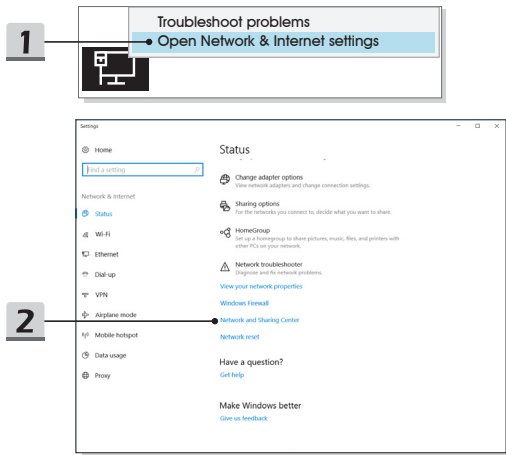 Troubleshoot problems
1
Open Network & Internet settings
Settings
Home
Status
Find a setting
Change adapter options
View network adapters and change connection settings.
Network & Internet
Sharing options
For the networks you connect to, decide what you want to share.
Status
Wi-Fi
HomeGroup
Set up a homegroup to share pictures, music, files, and printers with
other PCs on your network.
Ethernet
Network troubleshooter
Diagnose and fix network problems.
Dial-up
View your network properties
VPN
Windows Firewall
Airplane mode
2
Network and Sharing Center
Mobile hotspot
Network reset
Data usage
Have a question?
Proxy
Get help
Make Windows better
Give us feedback